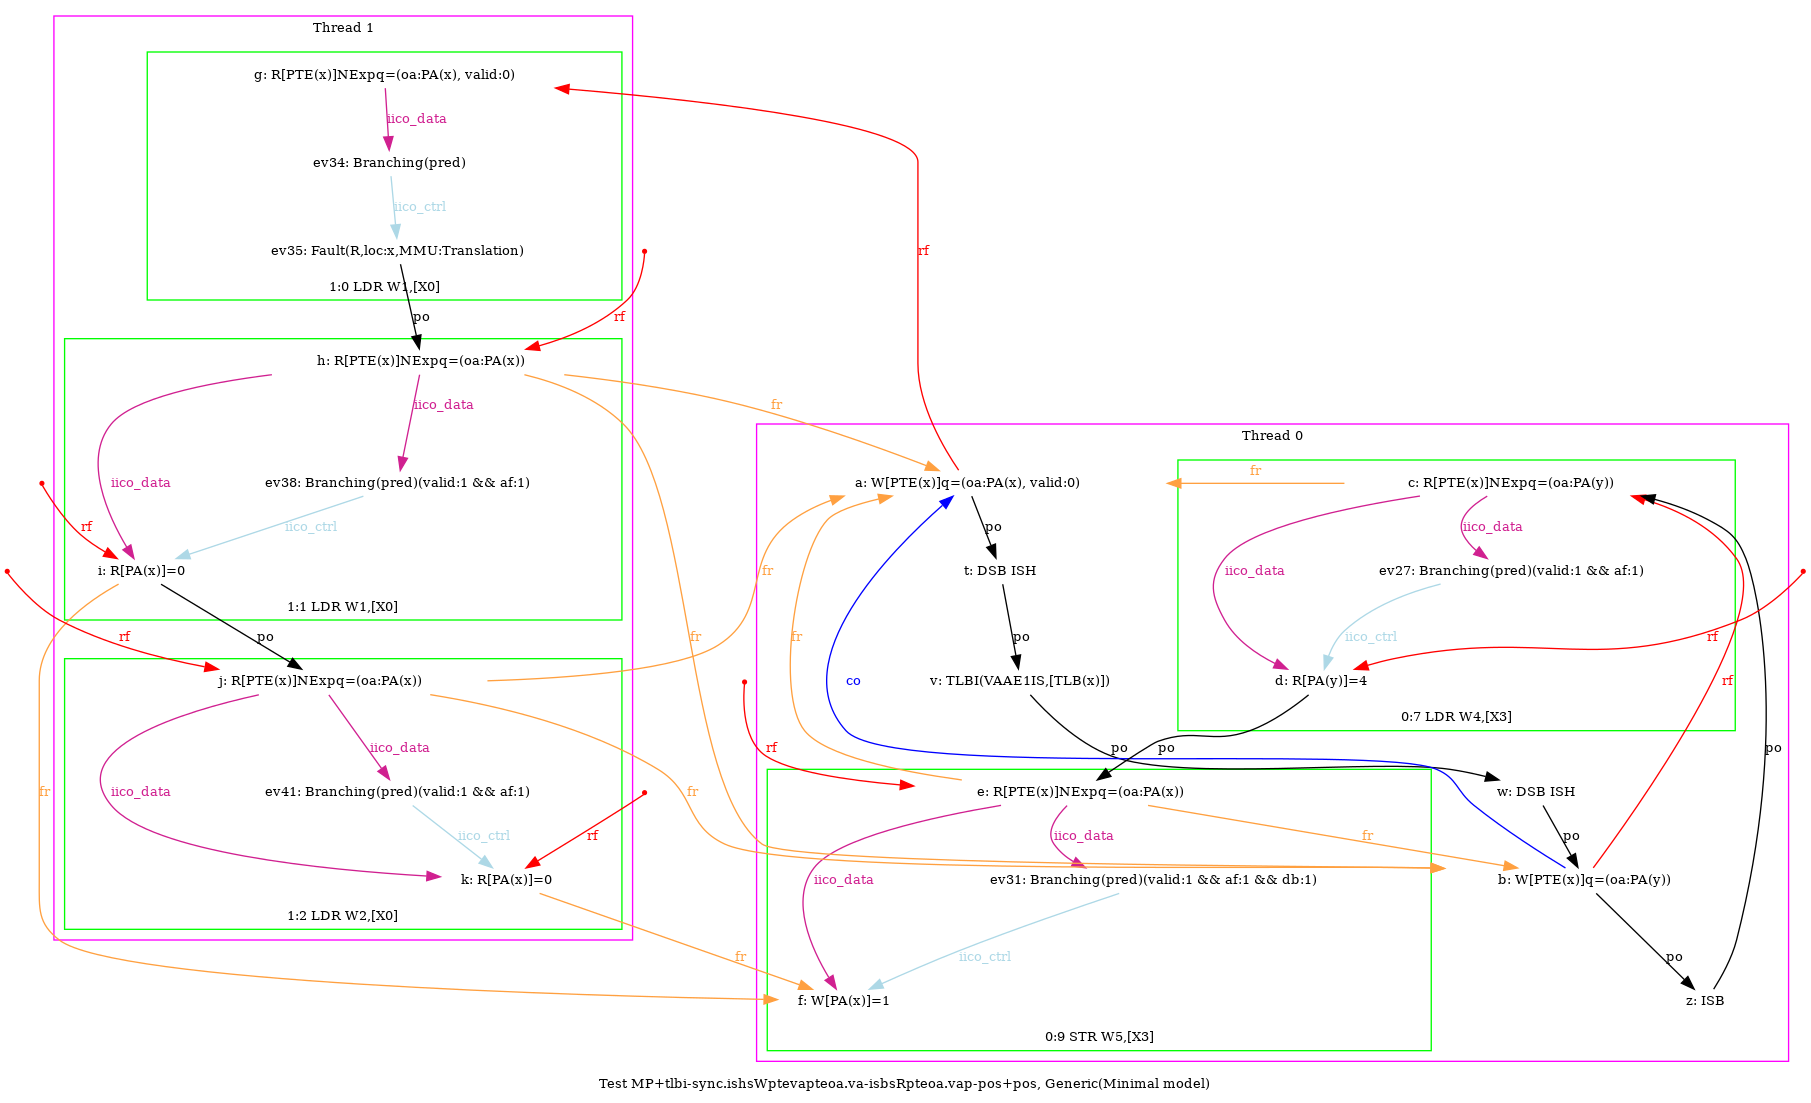 Thread 1
g: R[PTE(x)]NExpq=(oa:PA(x), valid:0)
iico_data
ev34: Branching(pred)
iico_ctrl
ev35: Fault(R,loc:x,MMU:Translation)
rf
1:0 LDR W1,[X0]
po
rf
h: R[PTE(x)]NExpq=(oa:PA(x))
iico_data
fr
Thread 0
fr
iico_data
ev38: Branching(pred)(valid:1 && af:1)
a: W[PTE(x)]q=(oa:PA(x), valid:0)
c: R[PTE(x)]NExpq=(oa:PA(y))
rf
iico_ctrl
po
iico_data
i: R[PA(x)]=0
fr
t: DSB ISH
iico_data
ev27: Branching(pred)(valid:1 && af:1)
1:1 LDR W1,[X0]
rf
po
fr
fr
po
iico_ctrl
rf
j: R[PTE(x)]NExpq=(oa:PA(x))
co
v: TLBI(VAAE1IS,[TLB(x)])
d: R[PA(y)]=4
rf
0:7 LDR W4,[X3]
iico_data
rf
po
po
po
fr
iico_data
ev41: Branching(pred)(valid:1 && af:1)
fr
e: R[PTE(x)]NExpq=(oa:PA(x))
w: DSB ISH
iico_ctrl
rf
iico_data
fr
po
k: R[PA(x)]=0
iico_data
ev31: Branching(pred)(valid:1 && af:1 && db:1)
b: W[PTE(x)]q=(oa:PA(y))
1:2 LDR W2,[X0]
fr
iico_ctrl
po
f: W[PA(x)]=1
z: ISB
0:9 STR W5,[X3]
Test MP+tlbi-sync.ishsWptevapteoa.va-isbsRpteoa.vap-pos+pos, Generic(Minimal model)